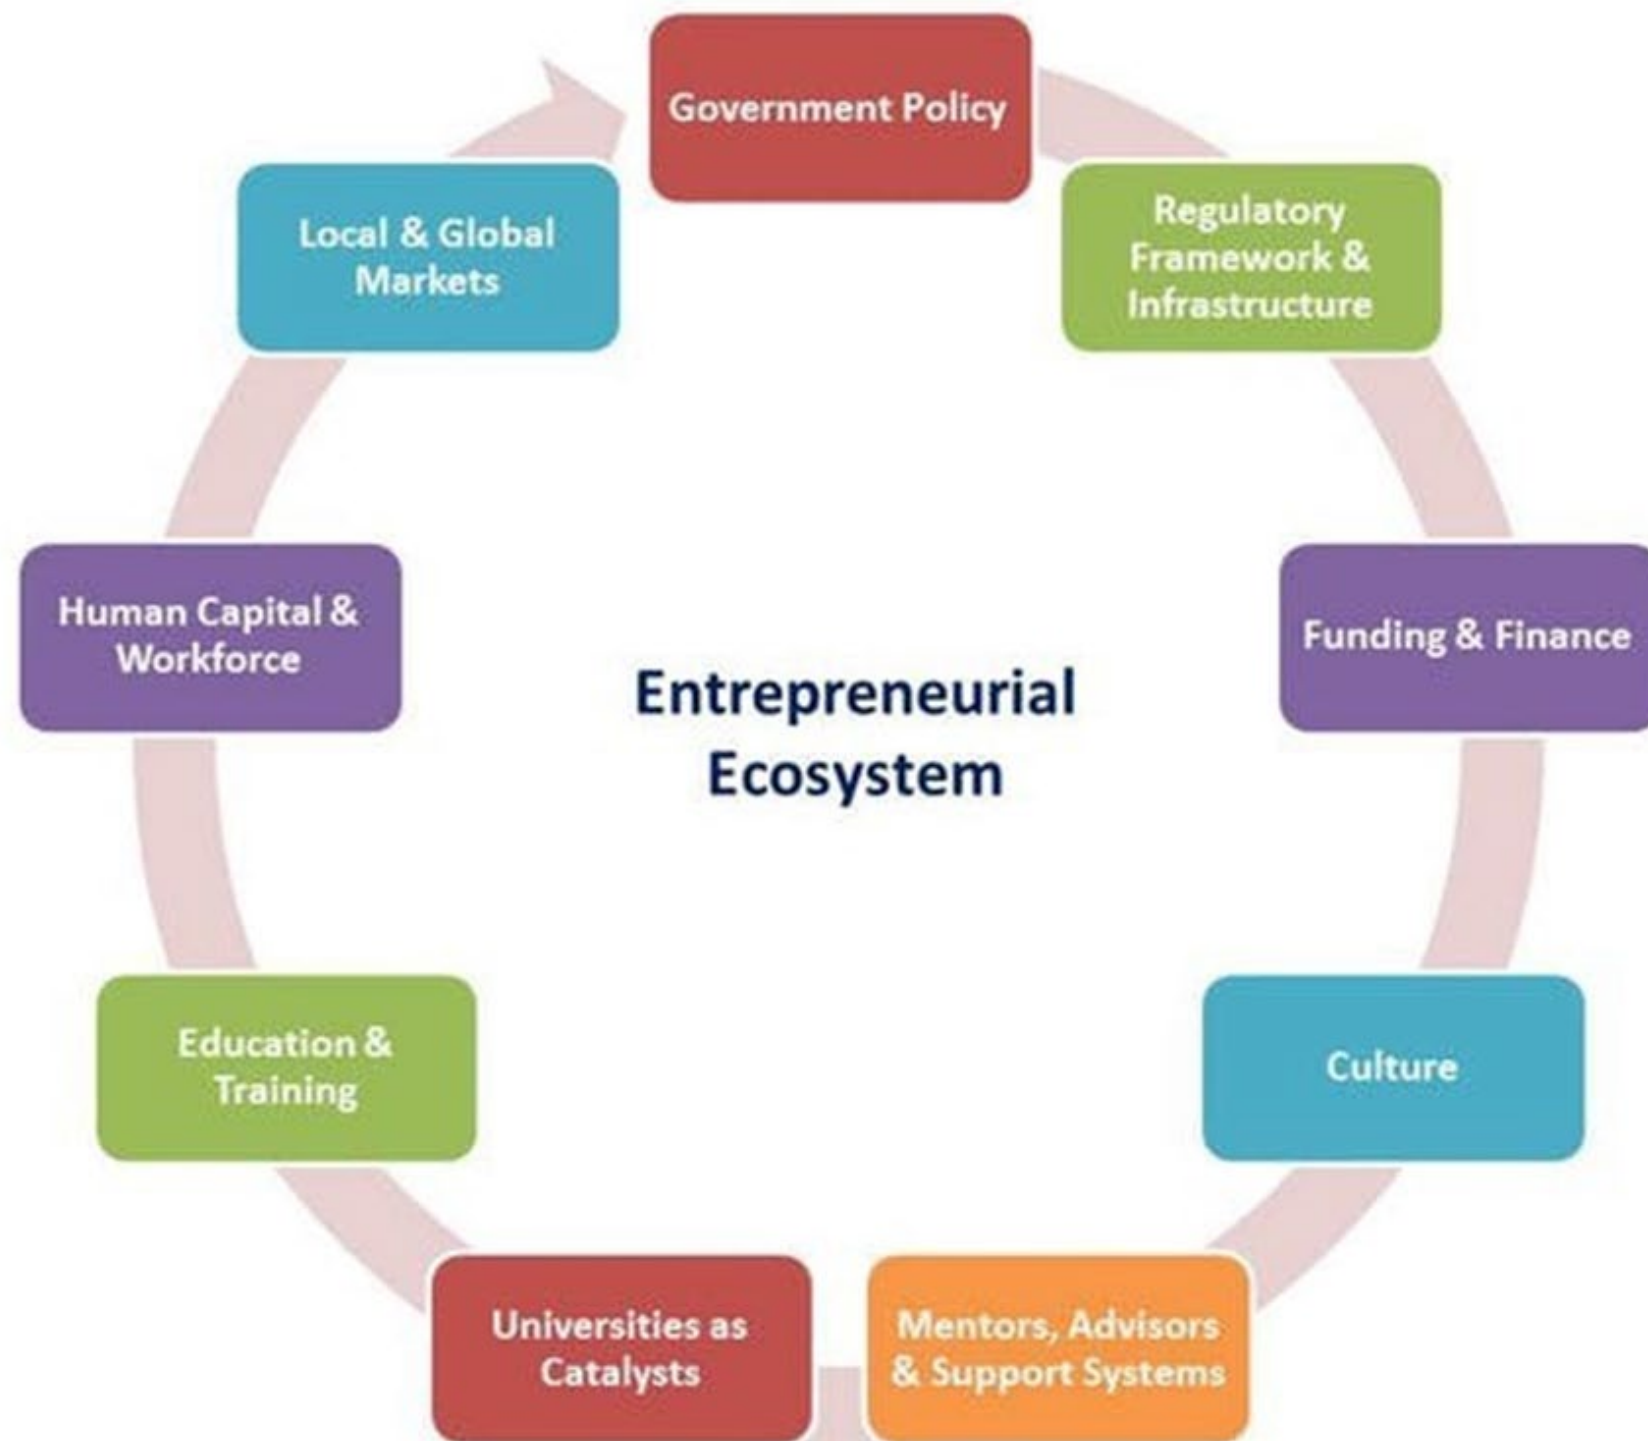 Government Policy
Regulatory
Framework &
Infrastructure
Funding & Finance
Culture
Mentors, Advisors
& Support Systems
Universities as
Catalysts
Education &
Training
Human Capital &
Workforce
Local & Global
Markets
Entrepreneurial
Ecosystem